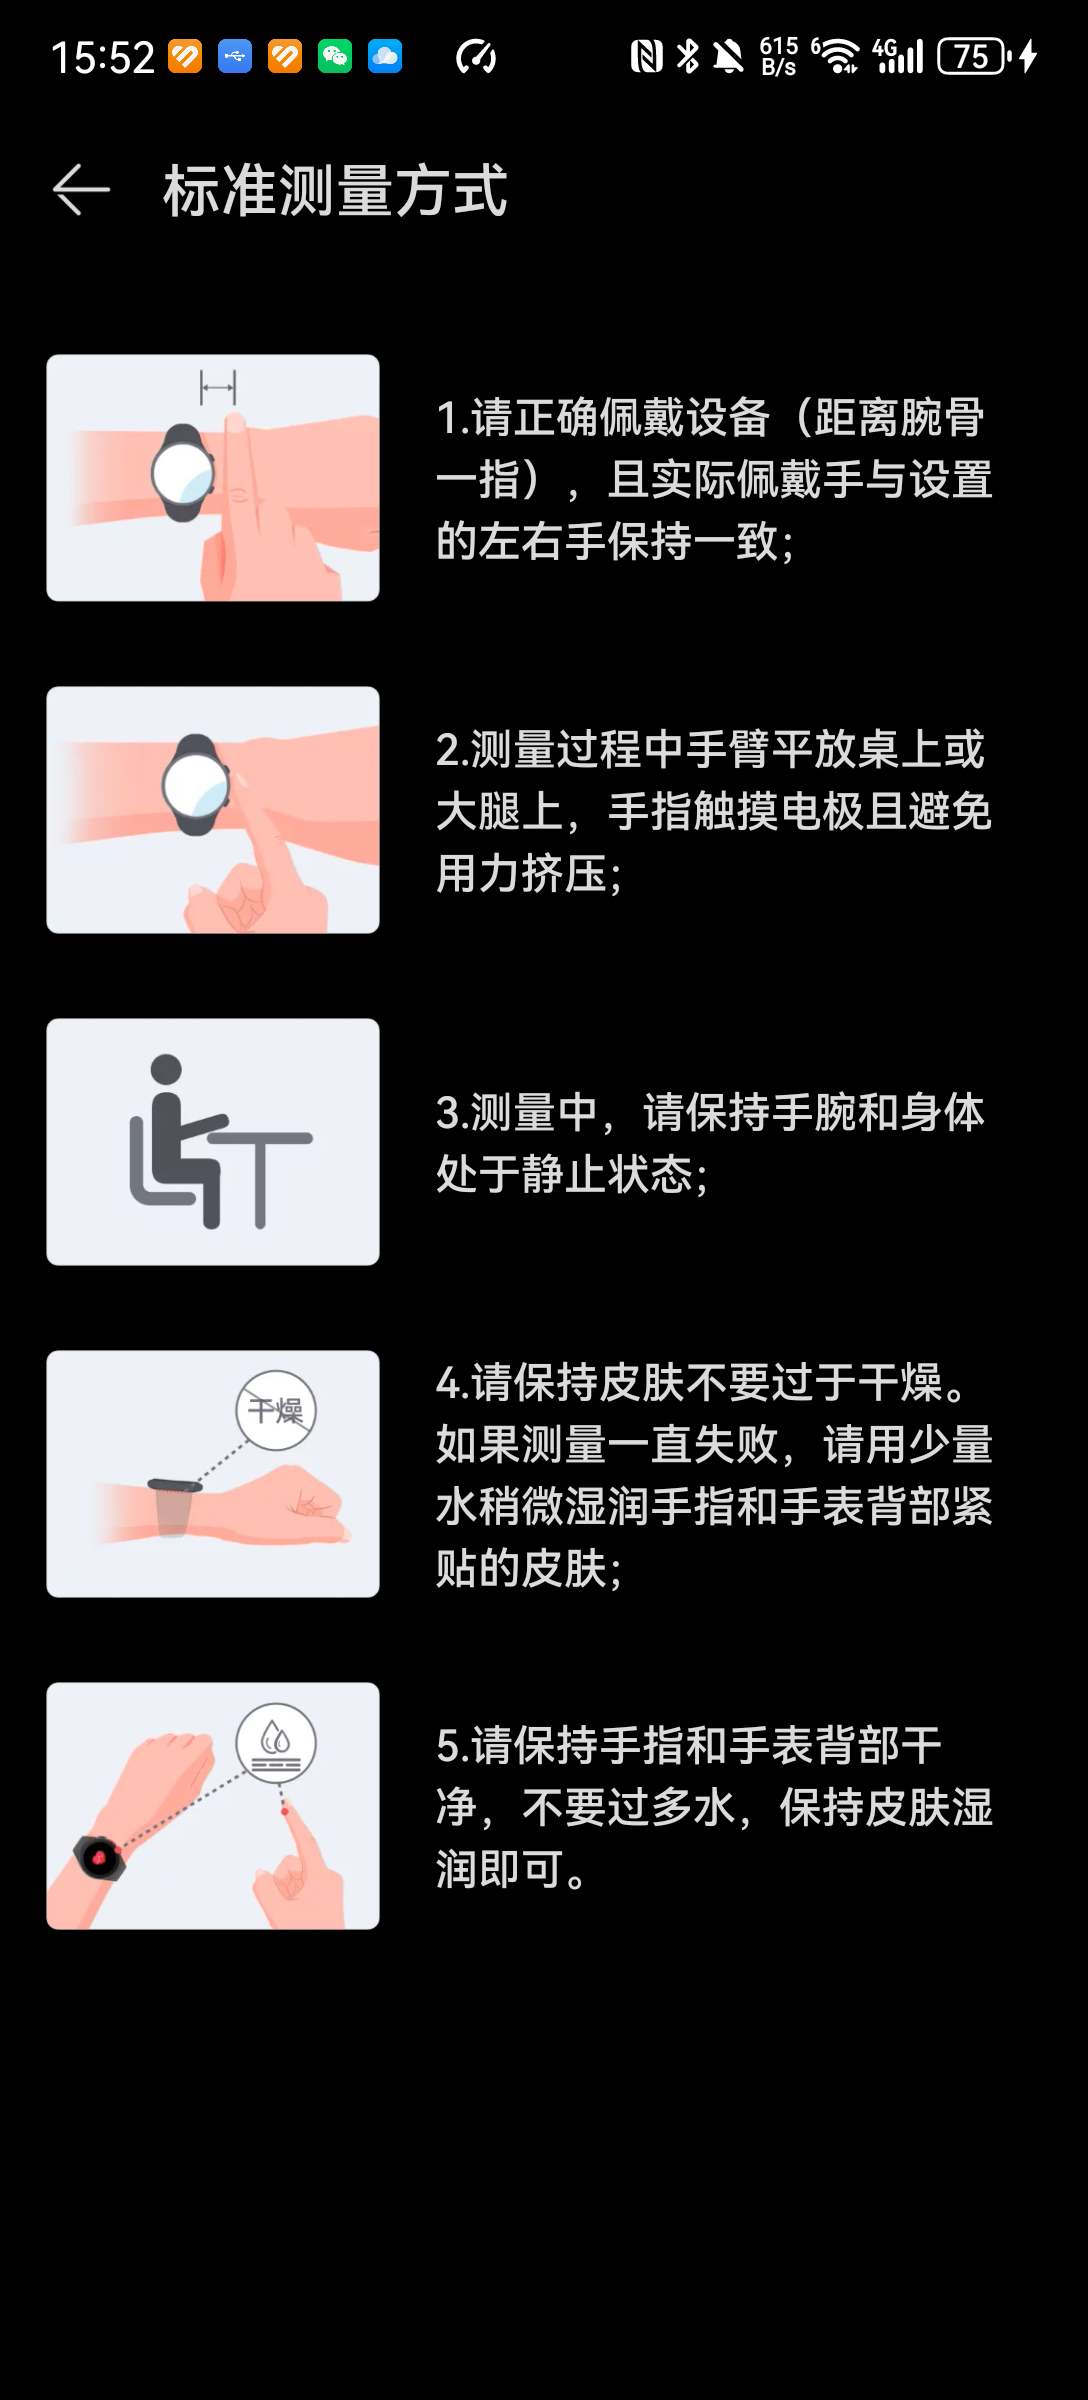 15:52
615
B/s
6
4G
75
标准测量方式
1.请正确佩戴设备（距离腕骨
一指），且实际佩戴手与设置
的左右手保持一致；
2.测量过程中手臂平放桌上或
大腿上，手指触摸电极且避免
用力挤压；
3.测量中，请保持手腕和身体
处于静止状态；
干燥
4.请保持皮肤不要过于干燥。
如果测量一直失败，请用少量
水稍微湿润手指和手表背部紧
贴的皮肤；
5.请保持手指和手表背部干
净，不要过多水，保持皮肤湿
润即可。